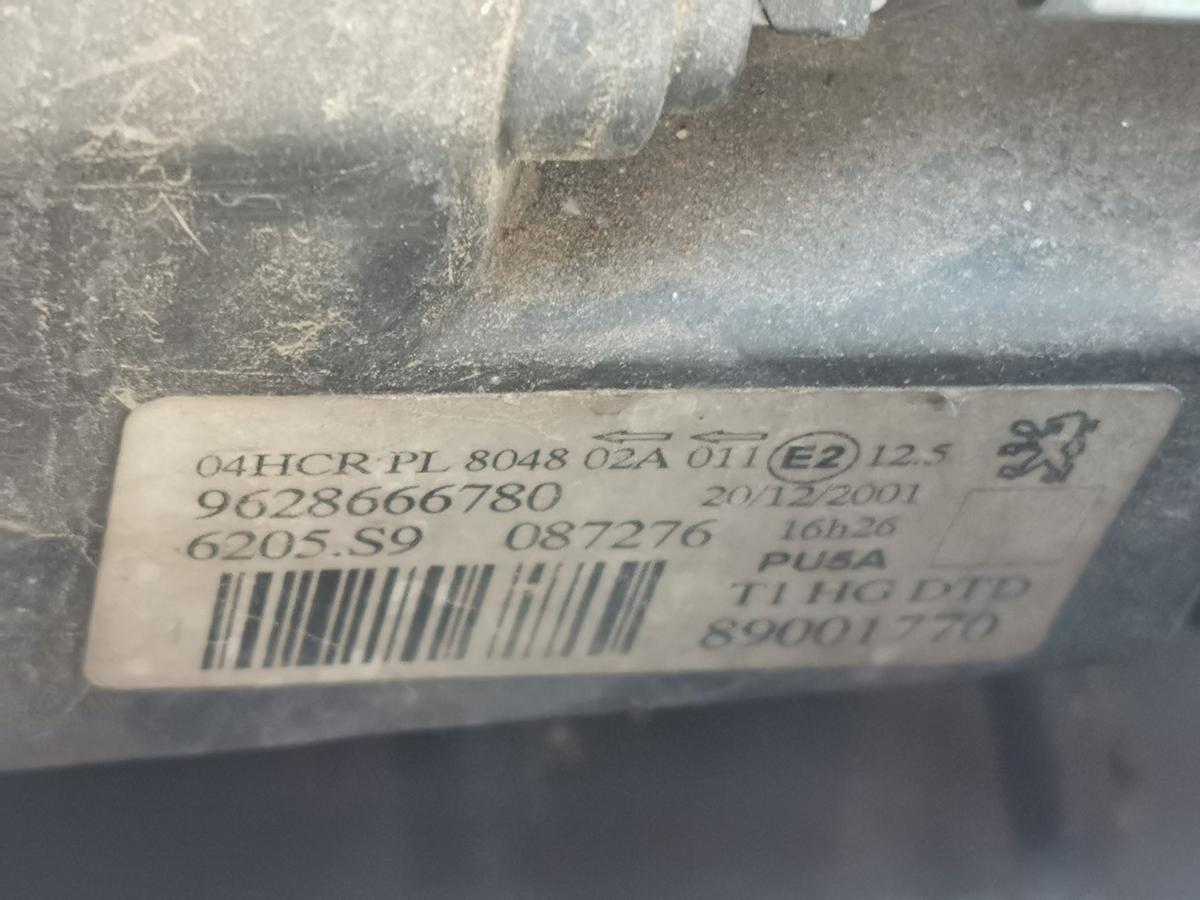 04HCR PL 8048 02A 011 E2 12.5
9628666780 20/12/2001
6205.S9 087276 16h26
PU5A
T1 HG DTD
89001770